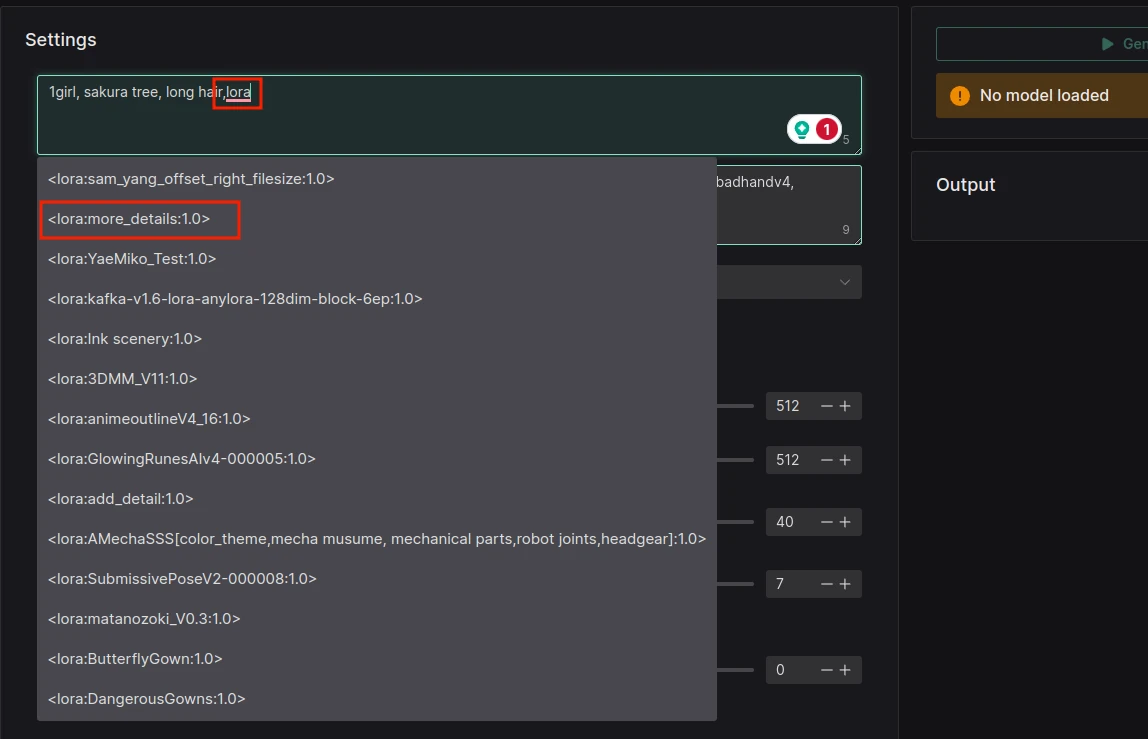 Settings
1girl, sakura tree, long hair,lora
1
5
<lora:sam_yang_offset_right_filesize:1.0>
badhandv4,
<lora:more_details:1.0>
9
<lora:YaeMiko_Test:1.0>
<lora:kafka-v1.6-lora-anylora-128dim-block-6ep:1.0>
<lora:Ink scenery:1.0>
<lora:3DMM_V11:1.0>
<lora:animeoutlineV4_16:1.0>
<lora:GlowingRunesAIv4-000005:1.0>
<lora:add_detail:1.0>
<lora:AMechaSSS[color_theme,mecha musume, mechanical parts,robot joints,headgear]:1.0>
<lora:SubmissivePoseV2-000008:1.0>
<lora:matanozoki_V0.3:1.0>
<lora:ButterflyGown:1.0>
<lora:DangerousGowns:1.0>
512
512
40
7
0
Gen
No model loaded
Output